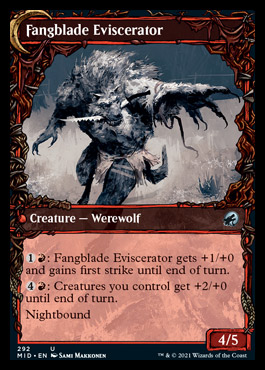 Fangblade Eviscerator
Creature — Werewolf
1R: Fangblade Eviscerator gets +1/+0
and gains first strike until end of turn.
4R: Creatures you control get +2/+0
until end of turn.
Nightbound
4/5
292 U
MID • EN Sami Makkonen
™ & © 2021 Wizards of the Coast